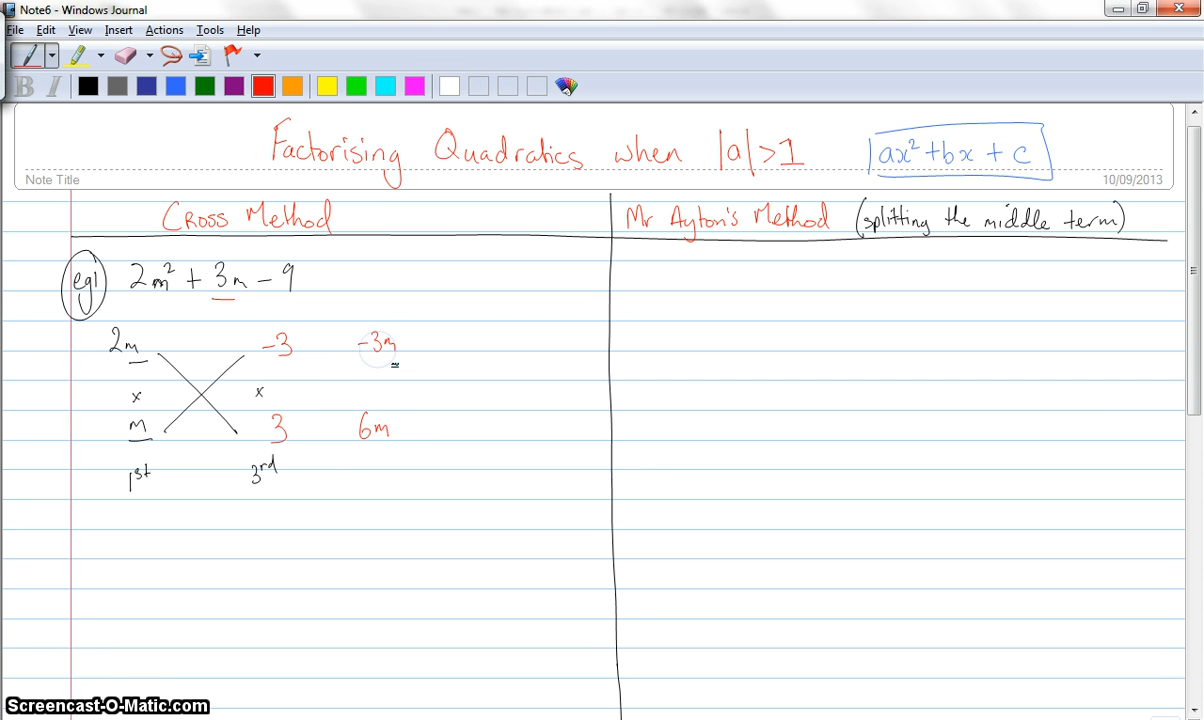 Note6 - Windows Journal
File Edit View Insert Actions Tools Help
B I
Factorising Quadratics when |a| > 1 ax² + bx + c
Note Title 10/09/2013
Cross Method Mr Ayton's Method (splitting the middle term)
eg1 2m² + 3m - 9
2m -3 -3m
x x
m 3 6m
1st 3rd
Screencast-O-Matic.com